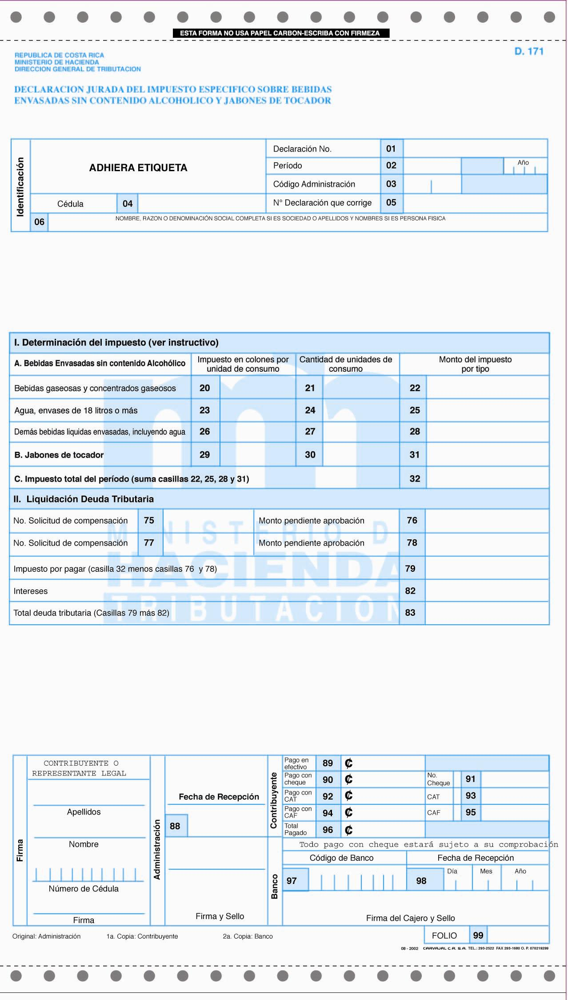 ESTA FORMA NO USA PAPEL CARBON-ESCRIBA CON FIRMEZA
D. 171
REPUBLICA DE COSTA RICA
MINISTERIO DE HACIENDA
DIRECCION GENERAL DE TRIBUTACION
DECLARACION JURADA DEL IMPUESTO ESPECIFICO SOBRE BEBIDAS
ENVASADAS SIN CONTENIDO ALCOHOLICO Y JABONES DE TOCADOR
Identificación
ADHIERA ETIQUETA
Declaración No. 01
Período 02 Año
Código Administración 03
Cédula 04
N° Declaración que corrige 05
06 NOMBRE, RAZON O DENOMINACIÓN SOCIAL COMPLETA SI ES SOCIEDAD O APELLIDOS Y NOMBRES SI ES PERSONA FISICA
I. Determinación del impuesto (ver instructivo)
A. Bebidas Envasadas sin contenido Alcohólico
Impuesto en colones por
unidad de consumo
Cantidad de unidades de
consumo
Monto del impuesto
por tipo
Bebidas gaseosas y concentrados gaseosos 20 21 22
Agua, envases de 18 litros o más 23 24 25
Demás bebidas liquidas envasadas, incluyendo agua 26 27 28
B. Jabones de tocador 29 30 31
C. Impuesto total del período (suma casillas 22, 25, 28 y 31) 32
II. Liquidación Deuda Tributaria
No. Solicitud de compensación 75 Monto pendiente aprobación 76
No. Solicitud de compensación 77 Monto pendiente aprobación 78
Impuesto por pagar (casilla 32 menos casillas 76 y 78) 79
Intereses 82
Total deuda tributaria (Casillas 79 más 82) 83
MINISTERIO D
HACIENDA
TRIBUTACION
Firma
CONTRIBUYENTE O
REPRESENTANTE LEGAL
Apellidos
Nombre
Número de Cédula
Firma
Administración
Fecha de Recepción
88
Firma y Sello
Contribuyente
Pago en
efectivo 89 ₡
Pago con
cheque 90 ₡ No.
Cheque 91
Pago con
CAT 92 ₡ CAT 93
Pago con
CAF 94 ₡ CAF 95
Total
Pagado 96 ₡
Todo pago con cheque estará sujeto a su comprobación
Banco
Código de Banco Fecha de Recepción
97 98 Día Mes Año
Firma del Cajero y Sello
FOLIO 99
Original: Administración 1a. Copia: Contribuyente 2a. Copia: Banco
08 - 2002 CARVAJAL C.R. S.A. TEL.: 293-2522 FAX 293-1680 O. P. 070219299